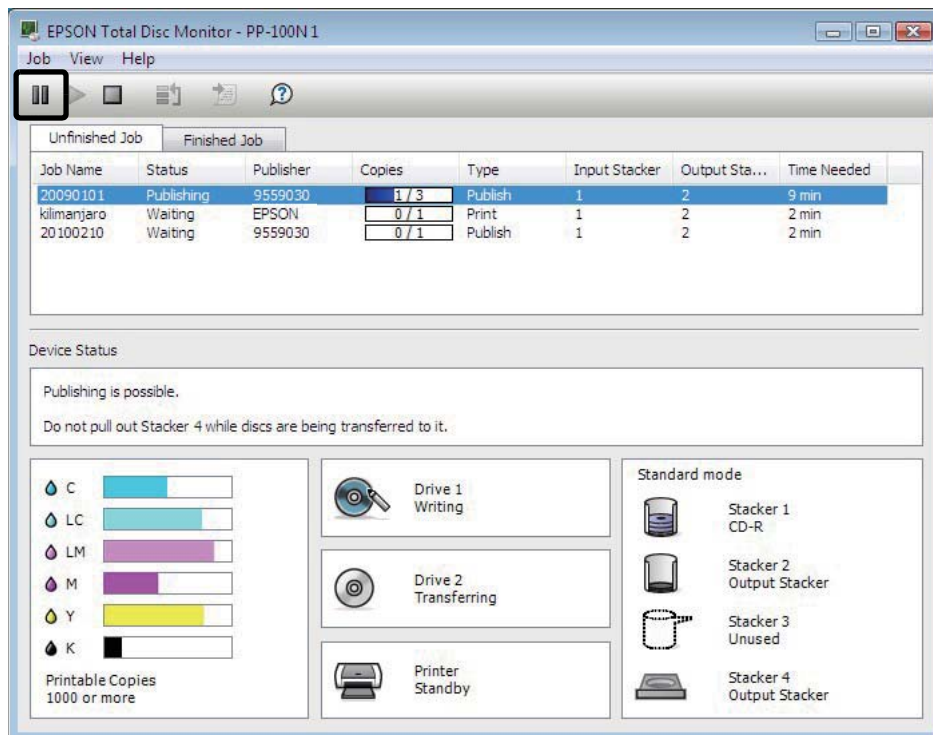 EPSON Total Disc Monitor - PP-100N 1
Job View Help
Unfinished Job Finished Job
Job Name Status Publisher Copies Type Input Stacker Output Sta... Time Needed
20090101 Publishing 9559030 1 / 3 Publish 1 2 9 min
kilimanjaro Waiting EPSON 0 / 1 Print 1 2 2 min
20100210 Waiting 9559030 0 / 1 Publish 1 2 2 min
Device Status
Publishing is possible.
Do not pull out Stacker 4 while discs are being transferred to it.
C
LC
LM
M
Y
K
Printable Copies
1000 or more
Drive 1
Writing
Drive 2
Transferring
Printer
Standby
Standard mode
Stacker 1
CD-R
Stacker 2
Output Stacker
Stacker 3
Unused
Stacker 4
Output Stacker